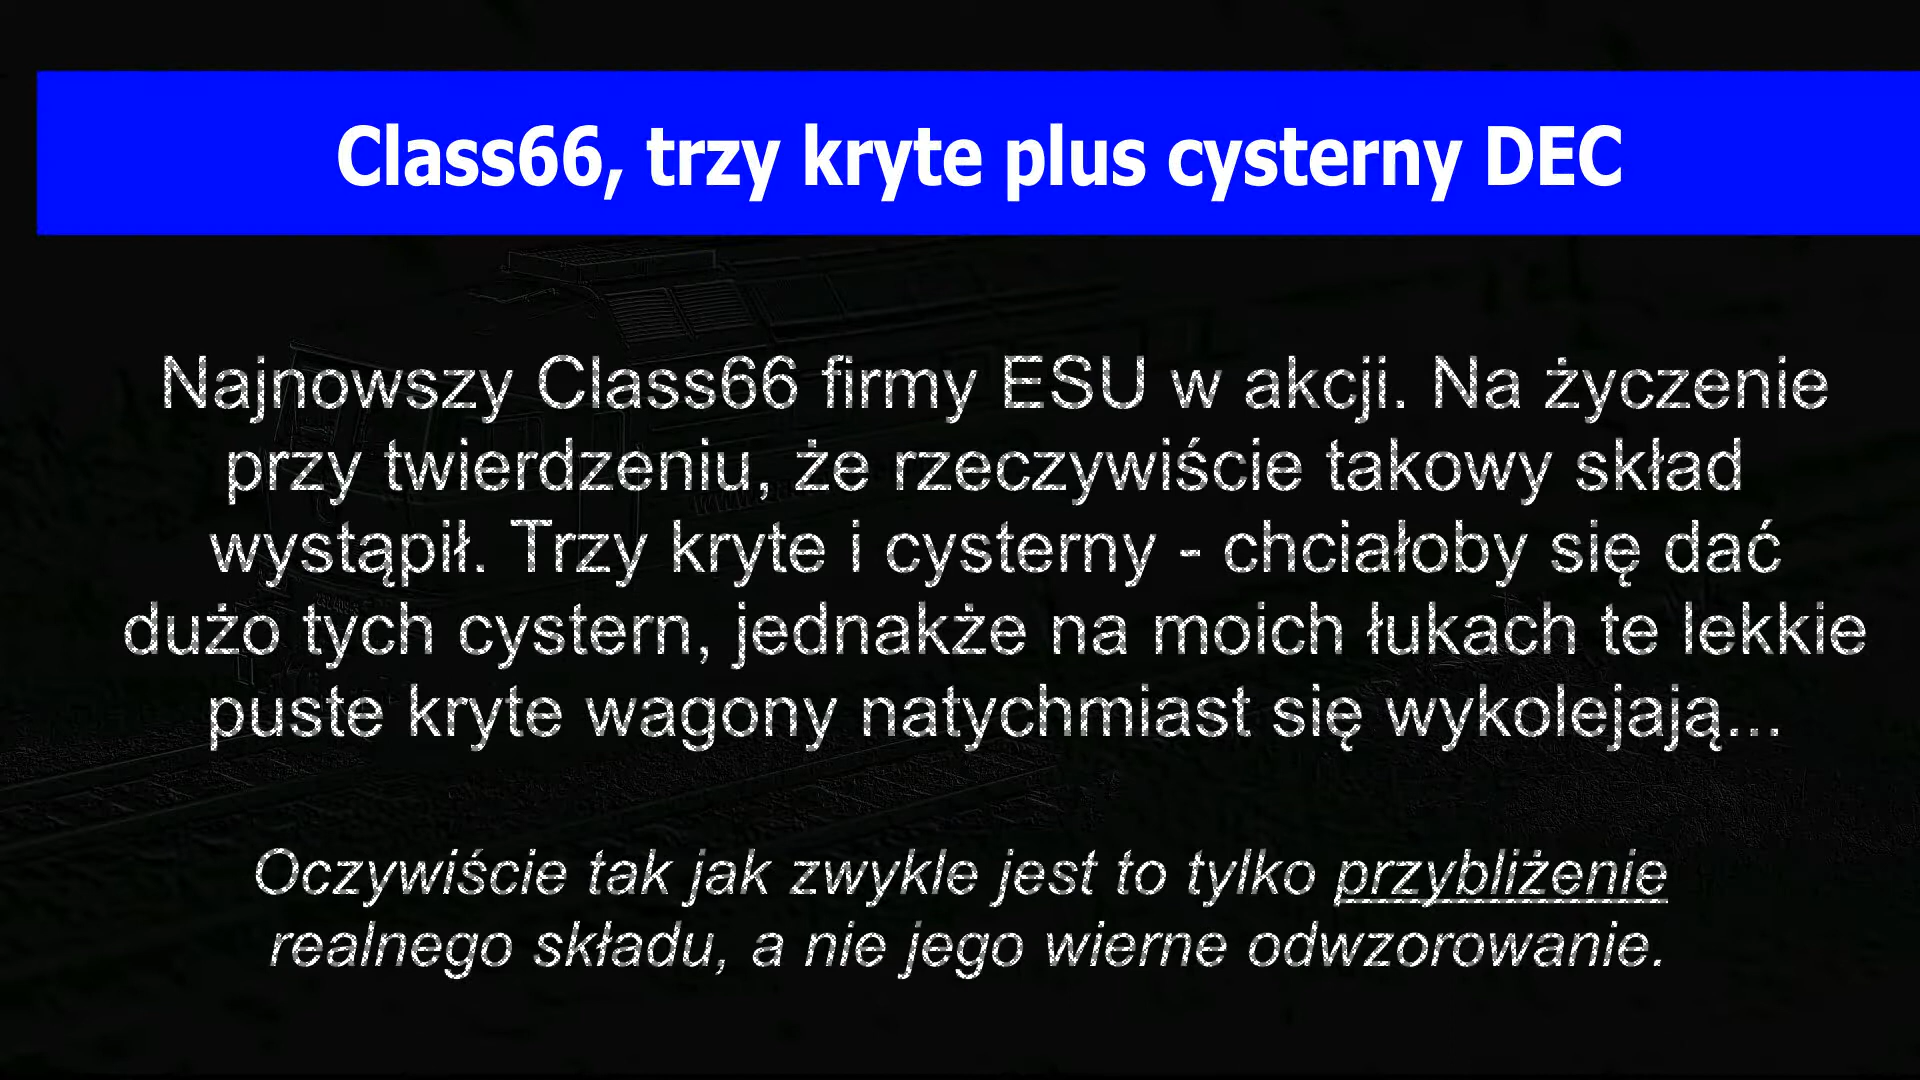 Class66, trzy kryte plus cysterny DEC
Najnowszy Class66 firmy ESU w akcji. Na życzenie
przy twierdzeniu, że rzeczywiście takowy skład
wystąpił. Trzy kryte i cysterny - chciałoby się dać
dużo tych cystern, jednakże na moich łukach te lekkie
puste kryte wagony natychmiast się wykolejają...
Oczywiście tak jak zwykle jest to tylko przybliżenie
realnego składu, a nie jego wierne odwzorowanie.